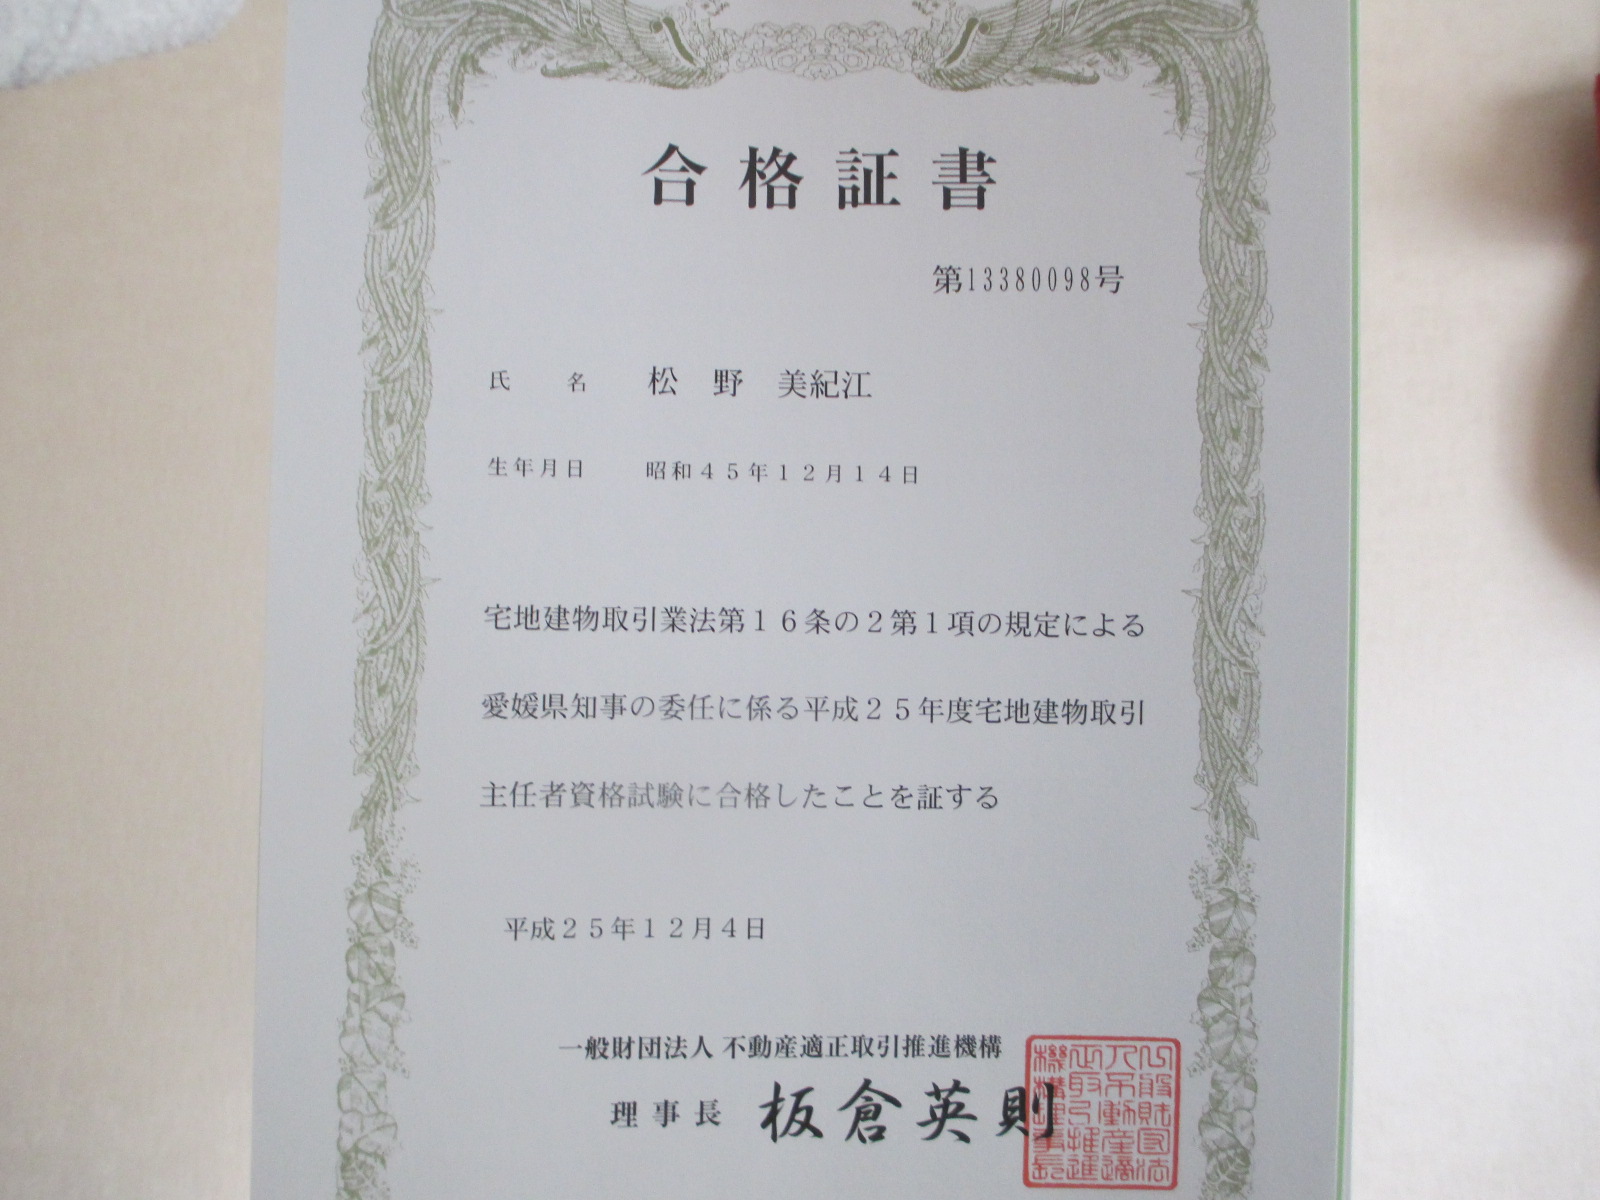 合格証書
第13380098号
氏名 松野 美紀江
生年月日 昭和45年12月14日
宅地建物取引業法第16条の2第1項の規定による
愛媛県知事の委任に係る平成25年度宅地建物取引
主任者資格試験に合格したことを証する
平成25年12月4日
一般財団法人 不動産適正取引推進機構
理事長 板倉英則